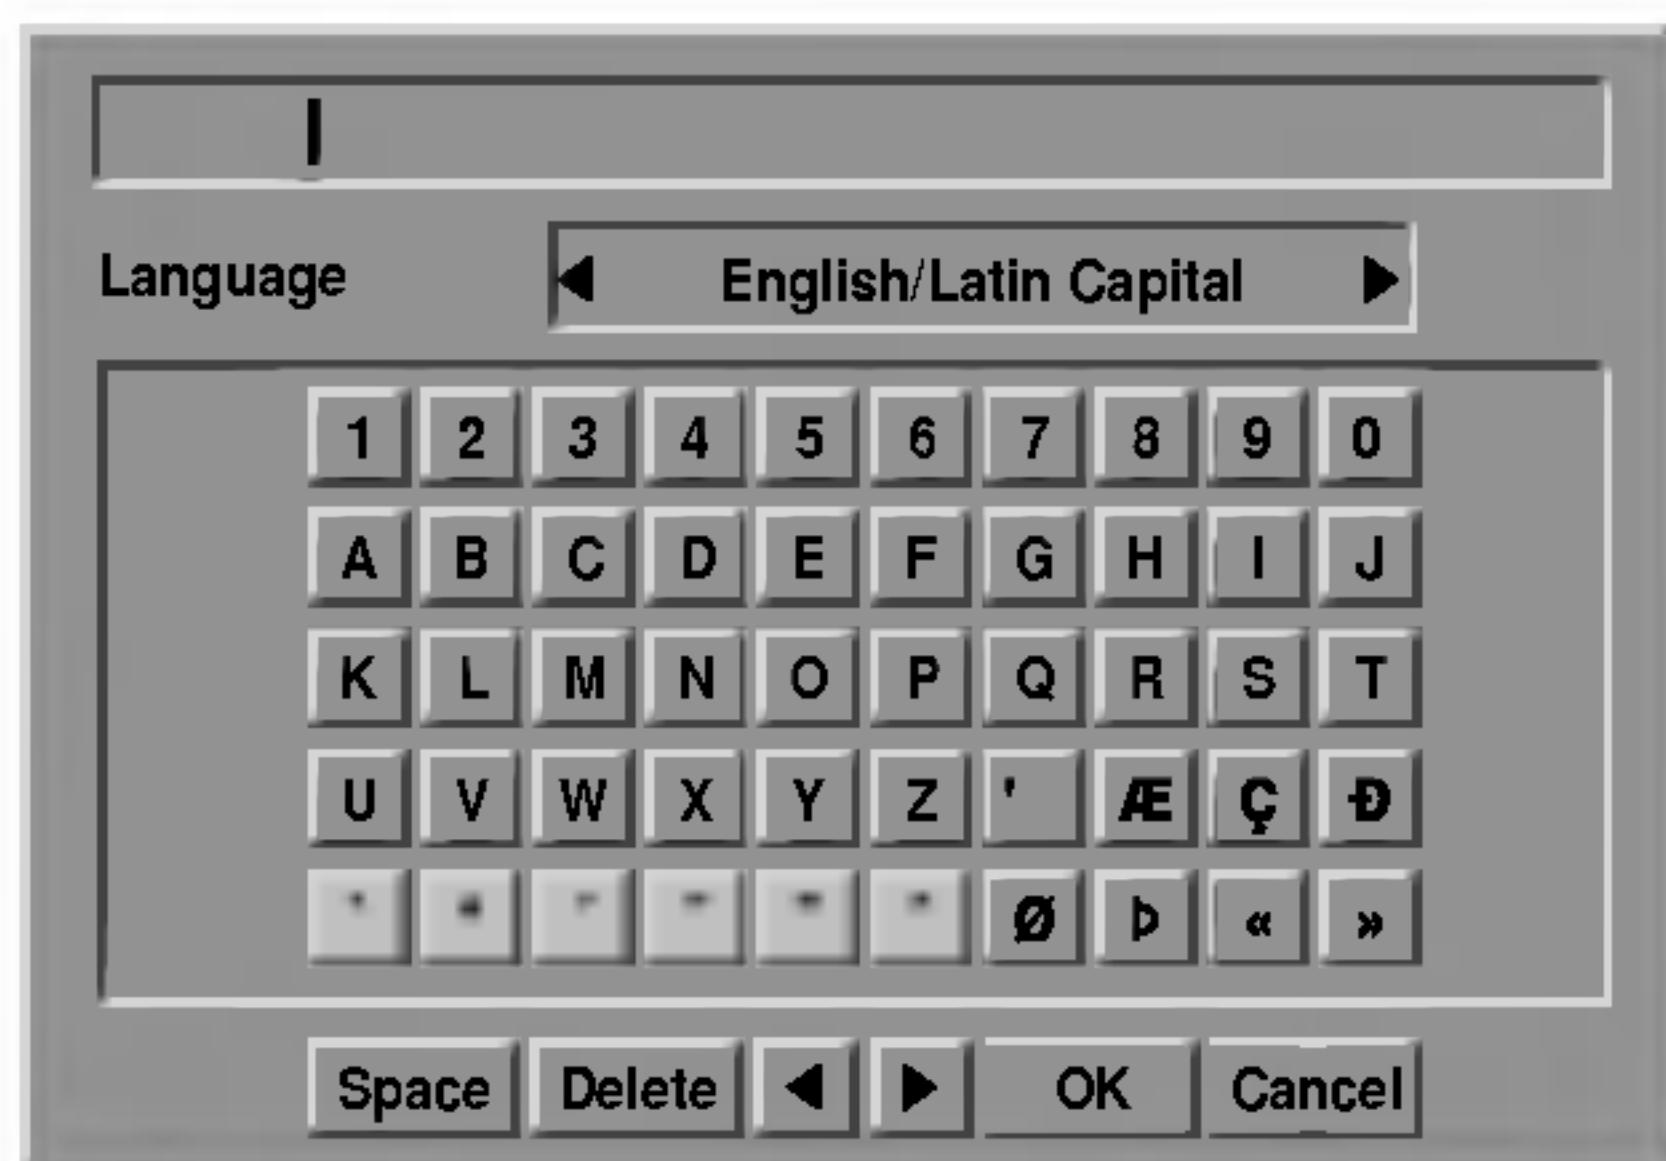 Language ◀ English/Latin Capital ▶
1 2 3 4 5 6 7 8 9 0
A B C D E F G H I J
K L M N O P Q R S T
U V W X Y Z ' Æ Ç Ð
Ø Þ « »
Space Delete ◀ ▶ OK Cancel